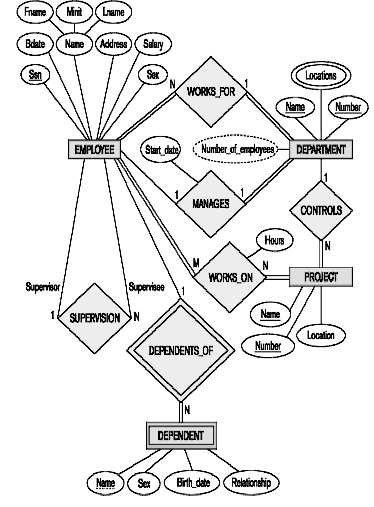 Fname Minit Lname
Bdate Name Address Salary
Ssn Sex
Locations
N WORKS_FOR 1
Name Number
EMPLOYEE
Start_date
Number_of_employees
DEPARTMENT
1 MANAGES 1
1
CONTROLS
N
Hours
M WORKS_ON N
PROJECT
Supervisor Supervisee
1 SUPERVISION N
1
Name
Number
Location
DEPENDENTS_OF
N
DEPENDENT
Name Sex Birth_date Relationship